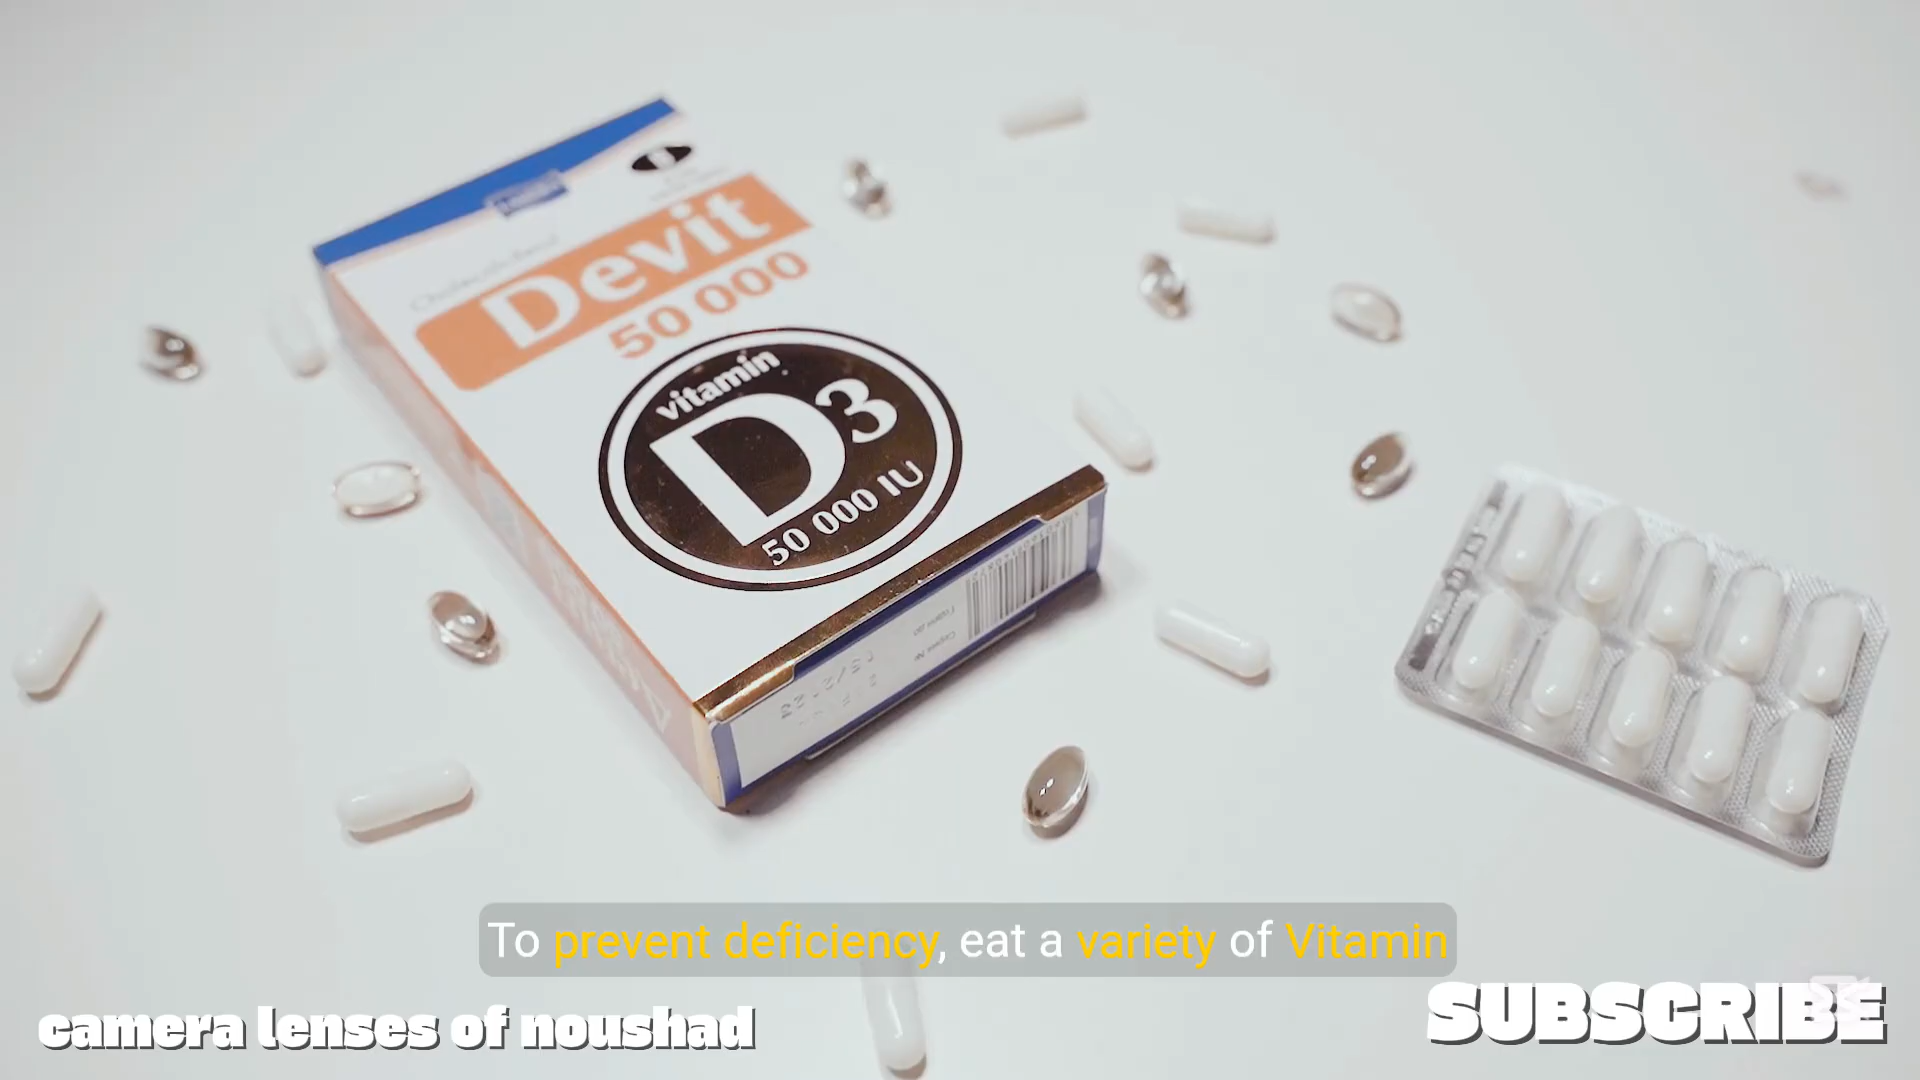 Devit
50 000
vitamin
D3
50 000 IU
To prevent deficiency, eat a variety of Vitamin
camera lenses of noushad
SUBSCRIBE